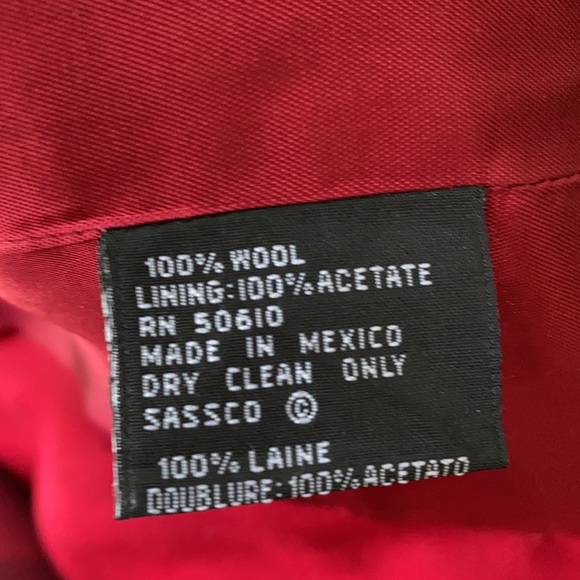 100% WOOL
LINING:100% ACETATE
RN 50610
MADE IN MEXICO
DRY CLEAN ONLY
SASSCO ©
100% LAINE
DOUBLURE: 100% ACETATO